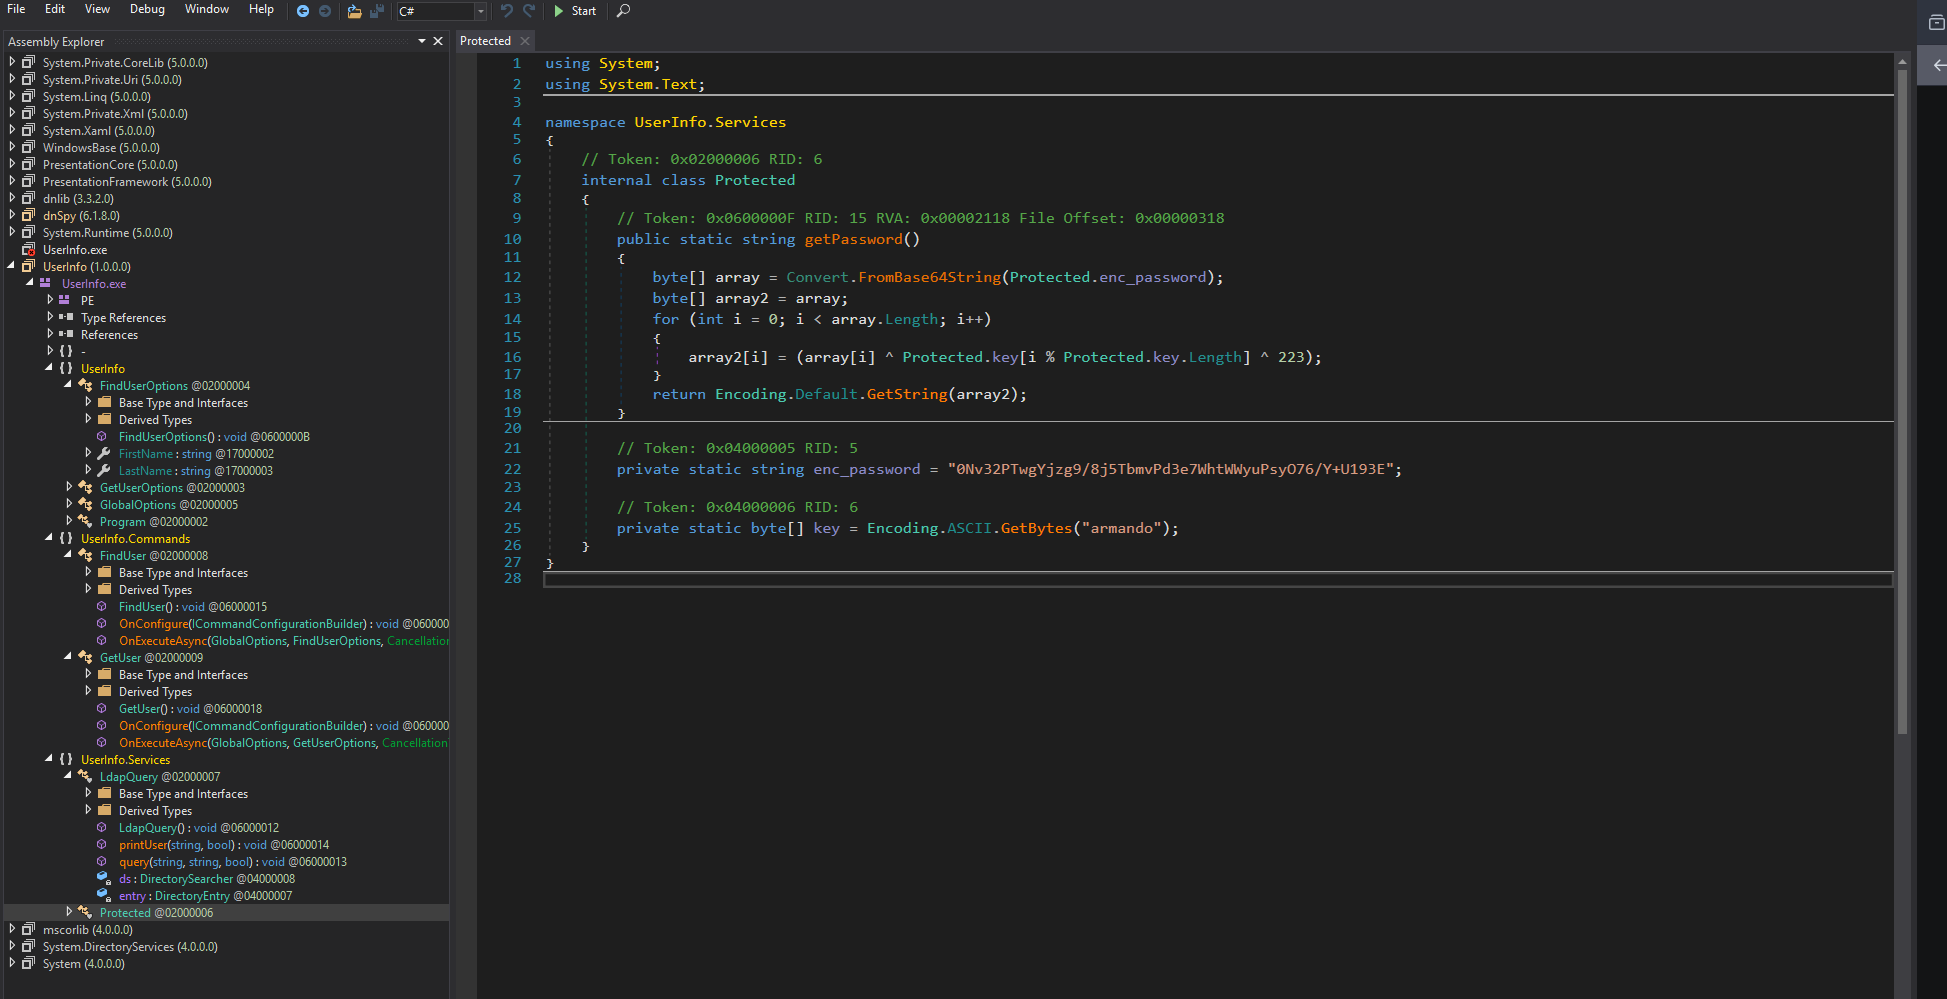 File Edit View Debug Window Help C# Start
Assembly Explorer
System.Private.CoreLib (5.0.0.0)
System.Private.Uri (5.0.0.0)
System.Linq (5.0.0.0)
System.Private.Xml (5.0.0.0)
System.Xaml (5.0.0.0)
WindowsBase (5.0.0.0)
PresentationCore (5.0.0.0)
PresentationFramework (5.0.0.0)
dnlib (3.3.2.0)
dnSpy (6.1.8.0)
System.Runtime (5.0.0.0)
UserInfo.exe
UserInfo (1.0.0.0)
UserInfo.exe
PE
Type References
References
{ } -
{ } UserInfo
FindUserOptions @02000004
Base Type and Interfaces
Derived Types
FindUserOptions() : void @0600000B
FirstName : string @17000002
LastName : string @17000003
GetUserOptions @02000003
GlobalOptions @02000005
Program @02000002
{ } UserInfo.Commands
FindUser @02000008
Base Type and Interfaces
Derived Types
FindUser() : void @06000015
OnConfigure(ICommandConfigurationBuilder) : void @060000
OnExecuteAsync(GlobalOptions, FindUserOptions, Cancellation
GetUser @02000009
Base Type and Interfaces
Derived Types
GetUser() : void @06000018
OnConfigure(ICommandConfigurationBuilder) : void @060000
OnExecuteAsync(GlobalOptions, GetUserOptions, Cancellation
{ } UserInfo.Services
LdapQuery @02000007
Base Type and Interfaces
Derived Types
LdapQuery() : void @06000012
printUser(string, bool) : void @06000014
query(string, string, bool) : void @06000013
ds : DirectorySearcher @04000008
entry : DirectoryEntry @04000007
Protected @02000006
mscorlib (4.0.0.0)
System.DirectoryServices (4.0.0.0)
System (4.0.0.0)
Protected
1 using System;
2 using System.Text;
3
4 namespace UserInfo.Services
5 {
6 // Token: 0x02000006 RID: 6
7 internal class Protected
8 {
9 // Token: 0x0600000F RID: 15 RVA: 0x00002118 File Offset: 0x00000318
10 public static string getPassword()
11 {
12 byte[] array = Convert.FromBase64String(Protected.enc_password);
13 byte[] array2 = array;
14 for (int i = 0; i < array.Length; i++)
15 {
16 array2[i] = (array[i] ^ Protected.key[i % Protected.key.Length] ^ 223);
17 }
18 return Encoding.Default.GetString(array2);
19 }
20
21 // Token: 0x04000005 RID: 5
22 private static string enc_password = "0Nv32PTwgYjzg9/8j5TbmvPd3e7WhtWWyuPsyO76/Y+U193E";
23
24 // Token: 0x04000006 RID: 6
25 private static byte[] key = Encoding.ASCII.GetBytes("armando");
26 }
27 }
28